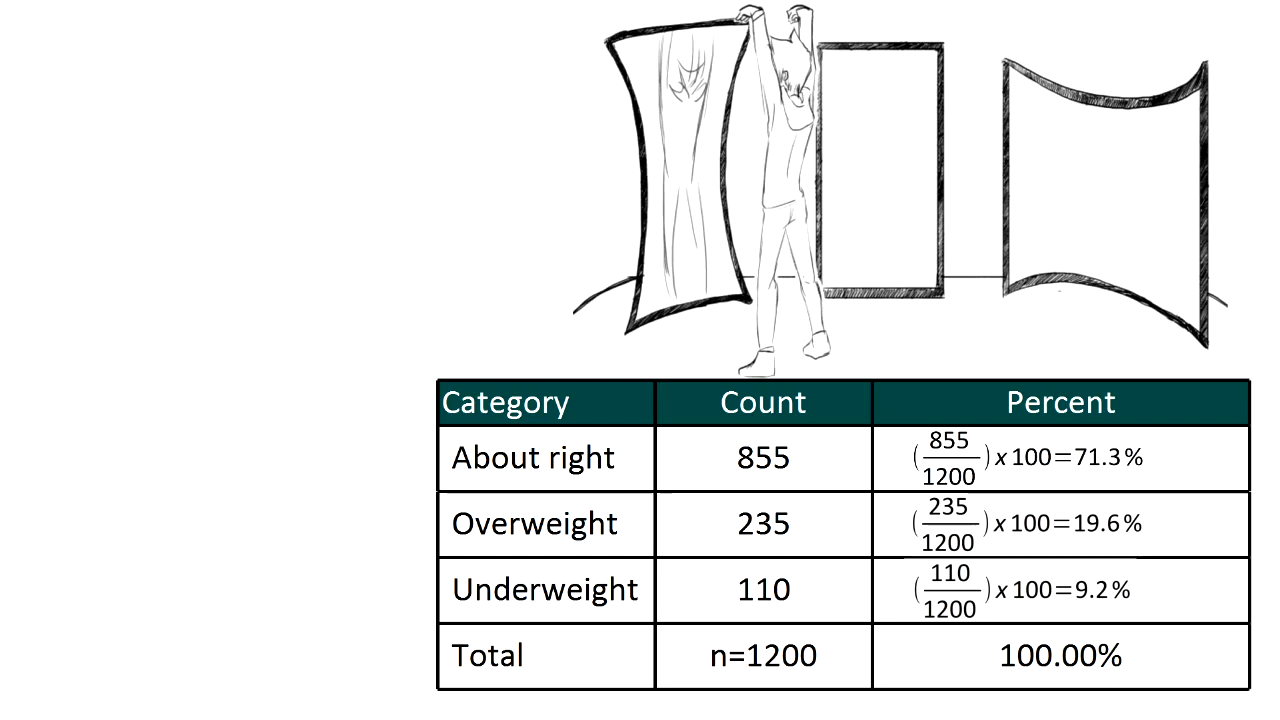 Category Count Percent
About right 855 (855/1200) x 100=71.3%
Overweight 235 (235/1200) x 100=19.6%
Underweight 110 (110/1200) x 100=9.2%
Total n=1200 100.00%